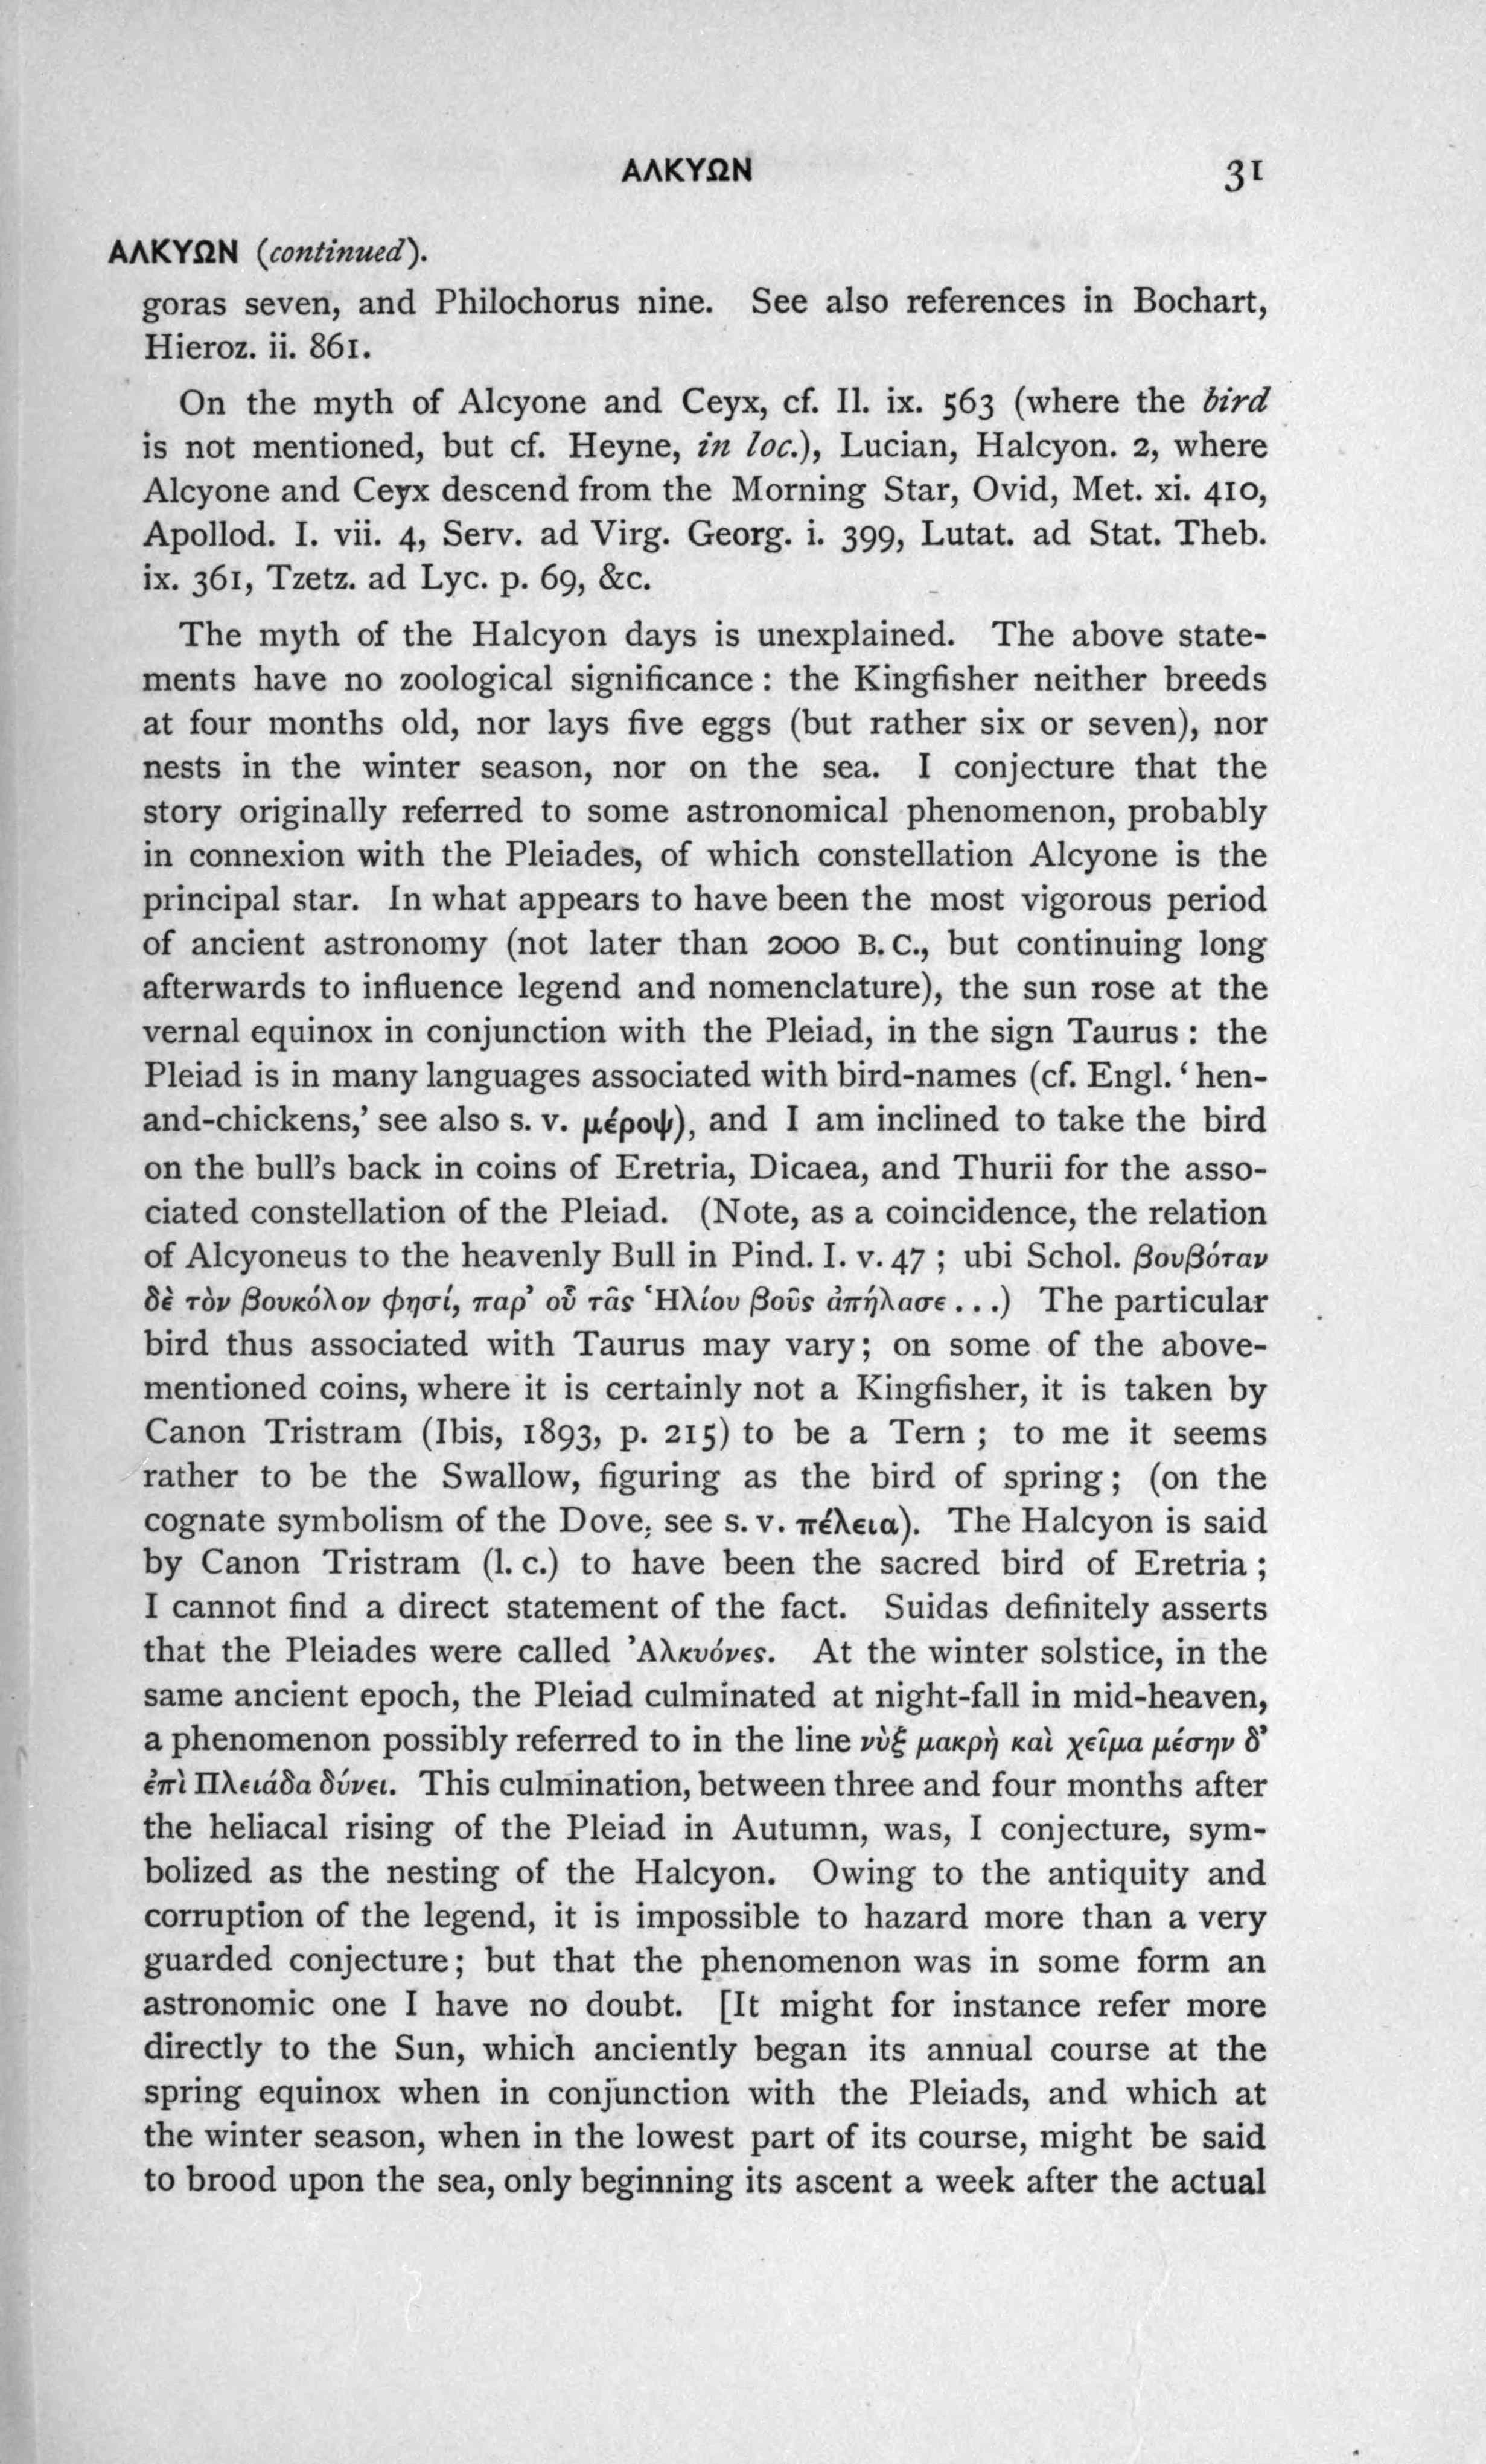 ΑΛΚΥΩΝ 31
ΑΛΚΥΩΝ (continued).
goras seven, and Philochorus nine. See also references in Bochart,
Hieroz. ii. 861.
On the myth of Alcyone and Ceyx, cf. Il. ix. 563 (where the bird
is not mentioned, but cf. Heyne, in loc.), Lucian, Halcyon. 2, where
Alcyone and Ceyx descend from the Morning Star, Ovid, Met. xi. 410,
Apollod. I. vii. 4, Serv. ad Virg. Georg. i. 399, Lutat. ad Stat. Theb.
ix. 361, Tzetz. ad Lyc. p. 69, &c.
The myth of the Halcyon days is unexplained. The above state-
ments have no zoological significance : the Kingfisher neither breeds
at four months old, nor lays five eggs (but rather six or seven), nor
nests in the winter season, nor on the sea. I conjecture that the
story originally referred to some astronomical phenomenon, probably
in connexion with the Pleiades, of which constellation Alcyone is the
principal star. In what appears to have been the most vigorous period
of ancient astronomy (not later than 2000 B.C., but continuing long
afterwards to influence legend and nomenclature), the sun rose at the
vernal equinox in conjunction with the Pleiad, in the sign Taurus : the
Pleiad is in many languages associated with bird-names (cf. Engl. ‘hen-
and-chickens,’ see also s. v. μέροψ), and I am inclined to take the bird
on the bull’s back in coins of Eretria, Dicaea, and Thurii for the asso-
ciated constellation of the Pleiad. (Note, as a coincidence, the relation
of Alcyoneus to the heavenly Bull in Pind. I. v. 47 ; ubi Schol. βουβόταν
δὲ τὸν βουκόλον φησί, παρ’ οὗ τᾶς Ἡλίου βοῦς ἀπήλασε ...) The particular
bird thus associated with Taurus may vary; on some of the above-
mentioned coins, where it is certainly not a Kingfisher, it is taken by
Canon Tristram (Ibis, 1893, p. 215) to be a Tern ; to me it seems
rather to be the Swallow, figuring as the bird of spring ; (on the
cognate symbolism of the Dove, see s. v. πέλεια). The Halcyon is said
by Canon Tristram (l. c.) to have been the sacred bird of Eretria ;
I cannot find a direct statement of the fact. Suidas definitely asserts
that the Pleiades were called Ἀλκυόνες. At the winter solstice, in the
same ancient epoch, the Pleiad culminated at night-fall in mid-heaven,
a phenomenon possibly referred to in the line νὺξ μακρὴ καὶ χεῖμα μέσην δ’
ἐπὶ Πλειάδα δύνει. This culmination, between three and four months after
the heliacal rising of the Pleiad in Autumn, was, I conjecture, sym-
bolized as the nesting of the Halcyon. Owing to the antiquity and
corruption of the legend, it is impossible to hazard more than a very
guarded conjecture ; but that the phenomenon was in some form an
astronomic one I have no doubt. [It might for instance refer more
directly to the Sun, which anciently began its annual course at the
spring equinox when in conjunction with the Pleiads, and which at
the winter season, when in the lowest part of its course, might be said
to brood upon the sea, only beginning its ascent a week after the actual